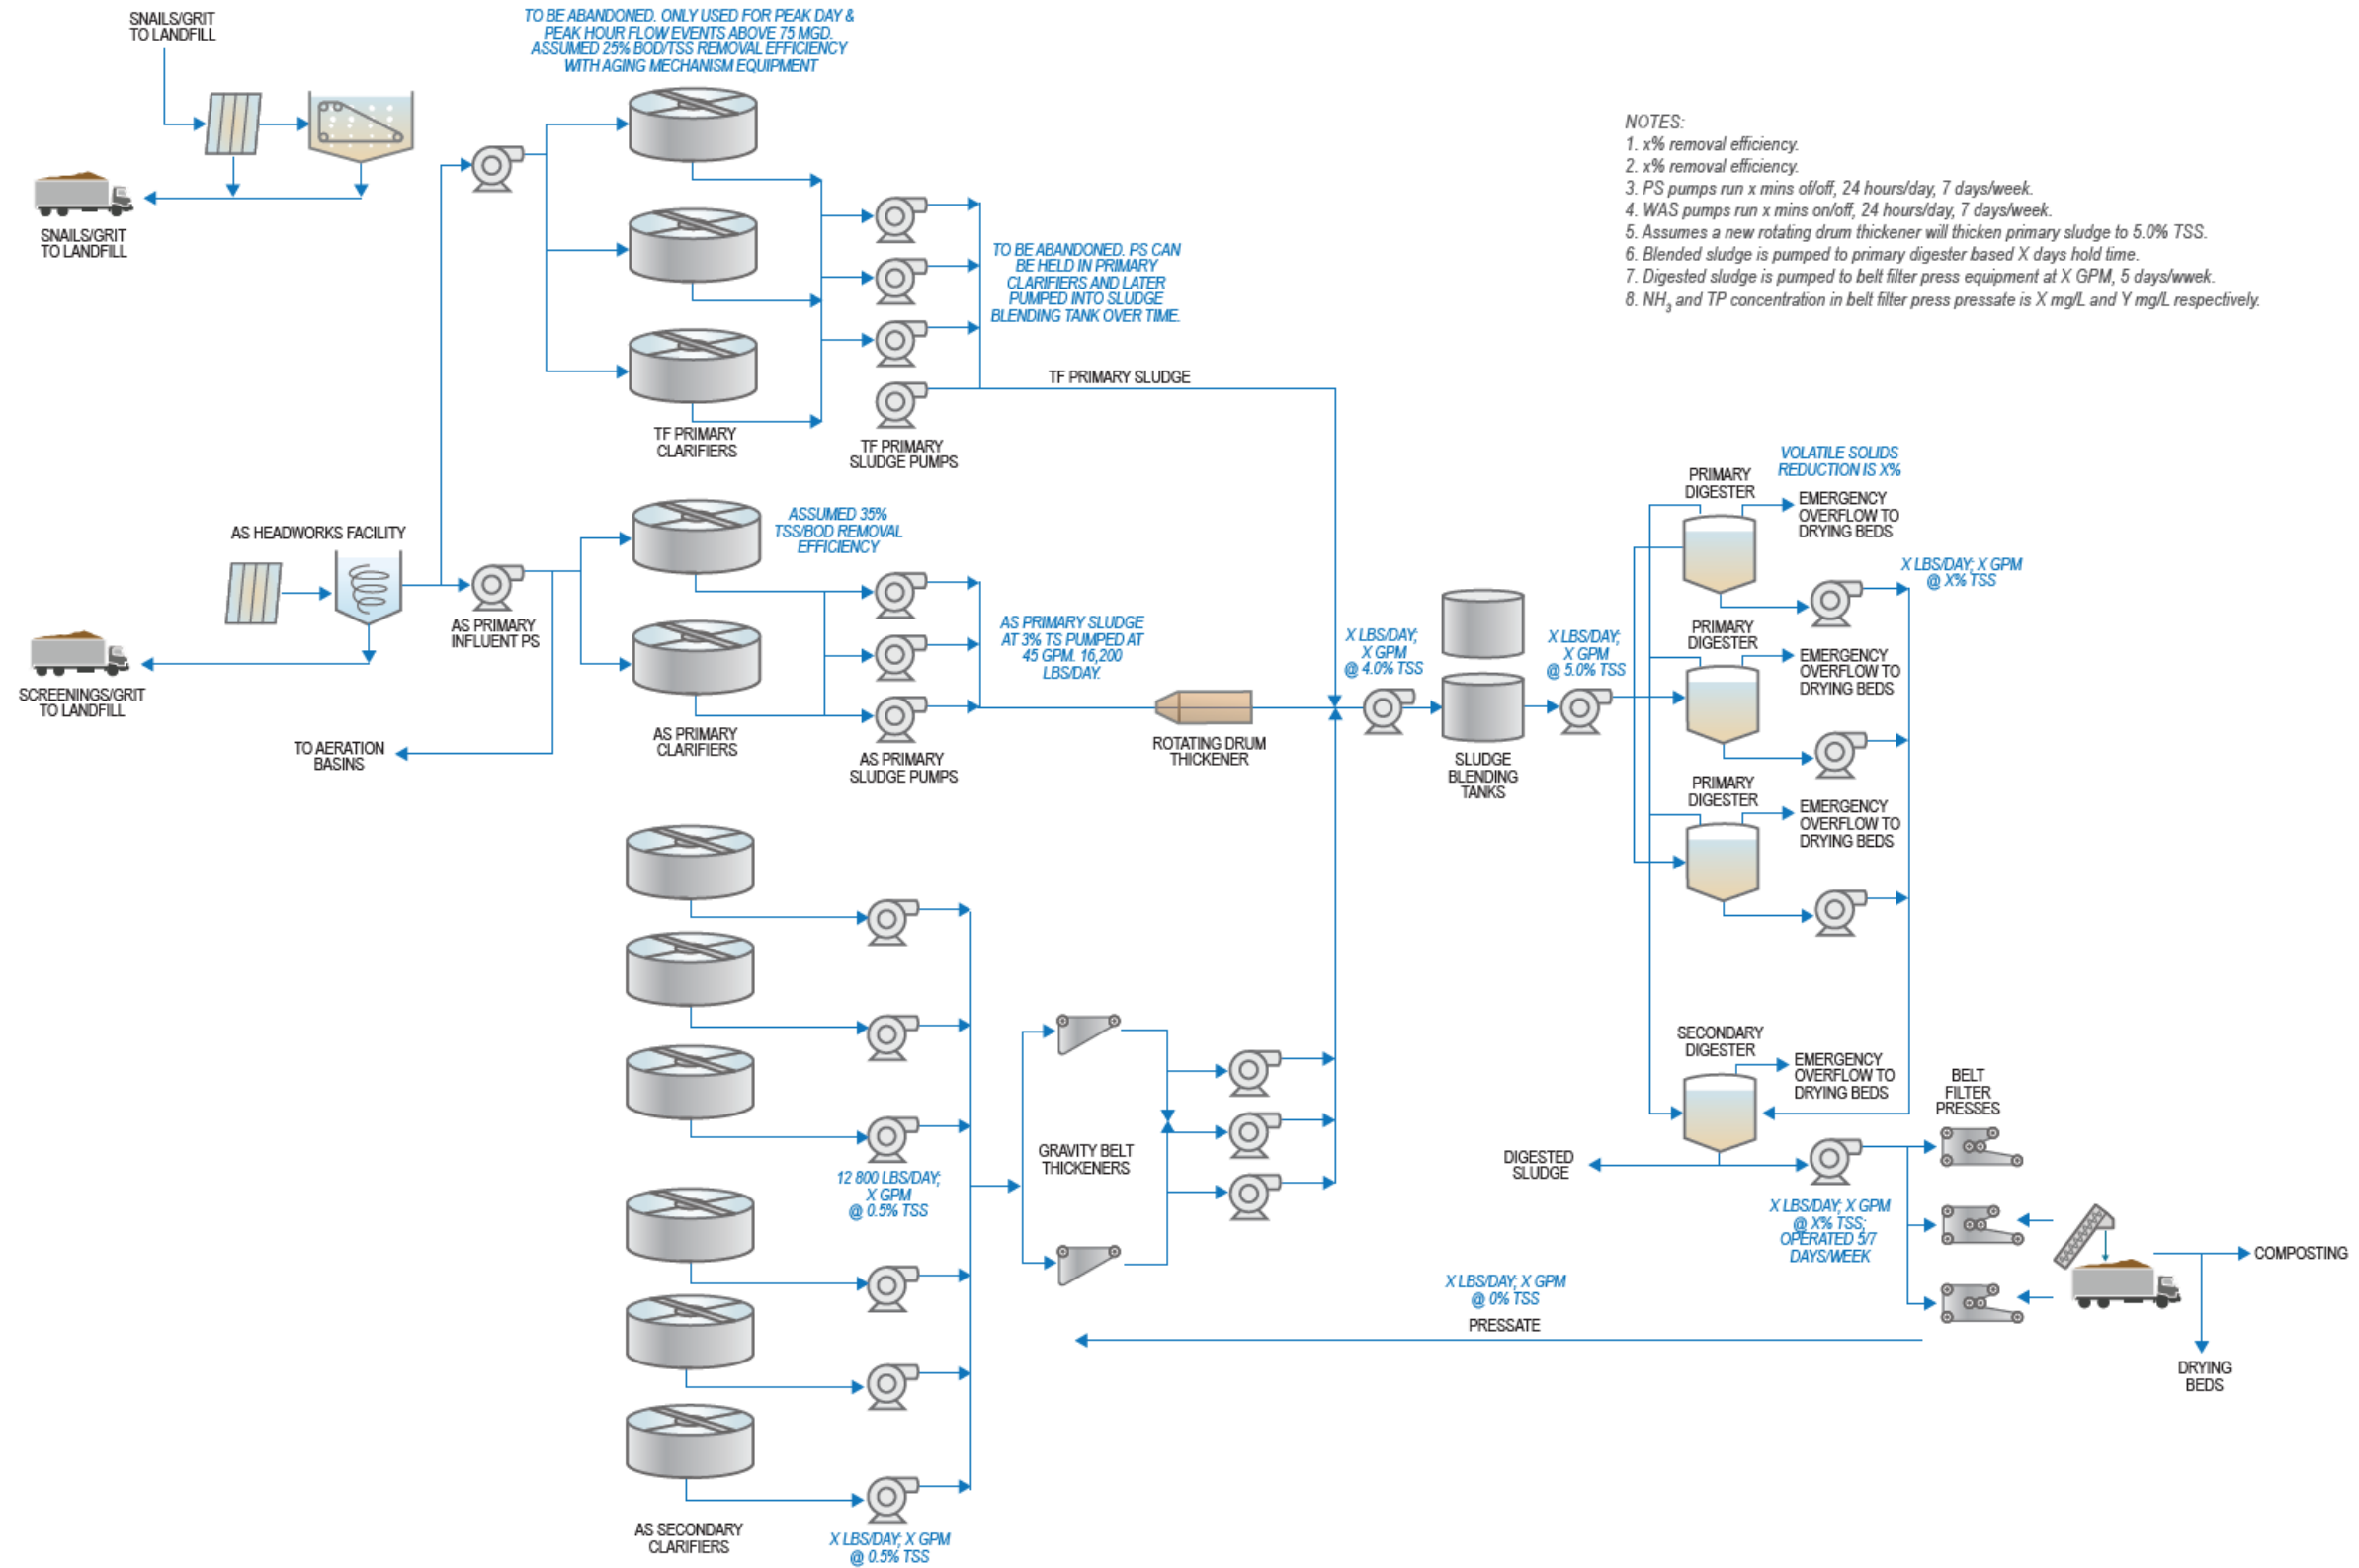 SNAILS/GRIT
TO LANDFILL
TO BE ABANDONED. ONLY USED FOR PEAK DAY &
PEAK HOUR FLOW EVENTS ABOVE 75 MGD.
ASSUMED 25% BOD/TSS REMOVAL EFFICIENCY
WITH AGING MECHANISM EQUIPMENT
SNAILS/GRIT
TO LANDFILL
NOTES:
1. x% removal efficiency.
2. x% removal efficiency.
3. PS pumps run x mins of/off, 24 hours/day, 7 days/week.
4. WAS pumps run x mins on/off, 24 hours/day, 7 days/week.
5. Assumes a new rotating drum thickener will thicken primary sludge to 5.0% TSS.
6. Blended sludge is pumped to primary digester based X days hold time.
7. Digested sludge is pumped to belt filter press equipment at X GPM, 5 days/wwek.
8. NH3 and TP concentration in belt filter press pressate is X mg/L and Y mg/L respectively.
TO BE ABANDONED. PS CAN
BE HELD IN PRIMARY
CLARIFIERS AND LATER
PUMPED INTO SLUDGE
BLENDING TANK OVER TIME.
TF PRIMARY SLUDGE
TF PRIMARY
CLARIFIERS
TF PRIMARY
SLUDGE PUMPS
AS HEADWORKS FACILITY
ASSUMED 35%
TSS/BOD REMOVAL
EFFICIENCY
AS PRIMARY
INFLUENT PS
SCREENINGS/GRIT
TO LANDFILL
TO AERATION
BASINS
AS PRIMARY
CLARIFIERS
AS PRIMARY
SLUDGE PUMPS
AS PRIMARY SLUDGE
AT 3% TS PUMPED AT
45 GPM. 16,200
LBS/DAY.
ROTATING DRUM
THICKENER
X LBS/DAY;
X GPM
@ 4.0% TSS
SLUDGE
BLENDING
TANKS
X LBS/DAY;
X GPM
@ 5.0% TSS
VOLATILE SOLIDS
REDUCTION IS X%
PRIMARY
DIGESTER
EMERGENCY
OVERFLOW TO
DRYING BEDS
X LBS/DAY; X GPM
@ X% TSS
PRIMARY
DIGESTER
EMERGENCY
OVERFLOW TO
DRYING BEDS
PRIMARY
DIGESTER
EMERGENCY
OVERFLOW TO
DRYING BEDS
SECONDARY
DIGESTER
EMERGENCY
OVERFLOW TO
DRYING BEDS
BELT
FILTER
PRESSES
DIGESTED
SLUDGE
X LBS/DAY; X GPM
@ X% TSS;
OPERATED 5/7
DAYS/WEEK
COMPOSTING
DRYING
BEDS
GRAVITY BELT
THICKENERS
12 800 LBS/DAY;
X GPM
@ 0.5% TSS
X LBS/DAY; X GPM
@ 0% TSS
PRESSATE
AS SECONDARY
CLARIFIERS
X LBS/DAY; X GPM
@ 0.5% TSS